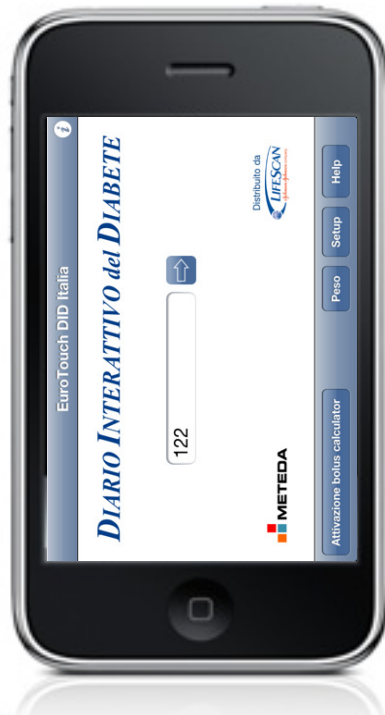 EuroTouch DID Italia
DIARIO INTERATTIVO del DIABETE
122
Distribuito da
LIFESCAN
METEDA
Attivazione bolus calculator
Peso
Setup
Help